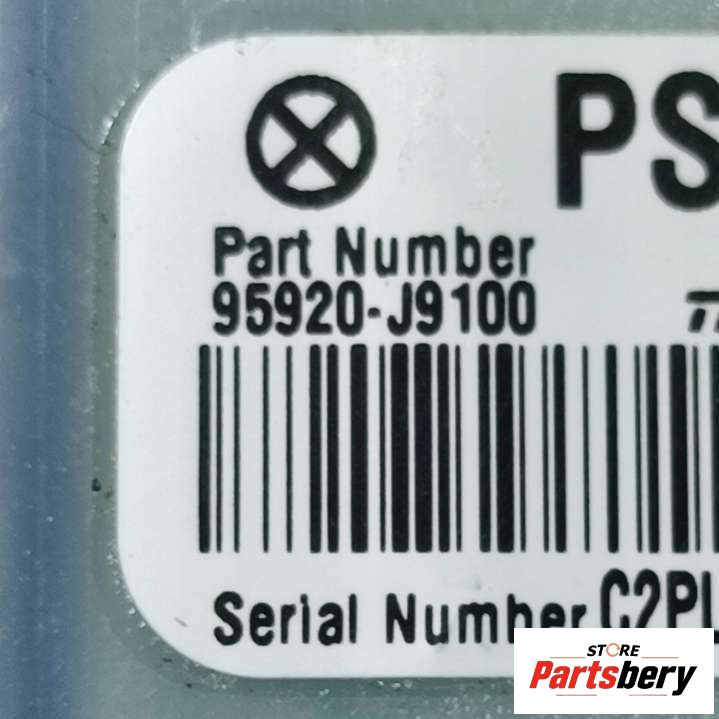 PS
Part Number
95920-J9100
Serial Number C2PL
STORE
Partsbery